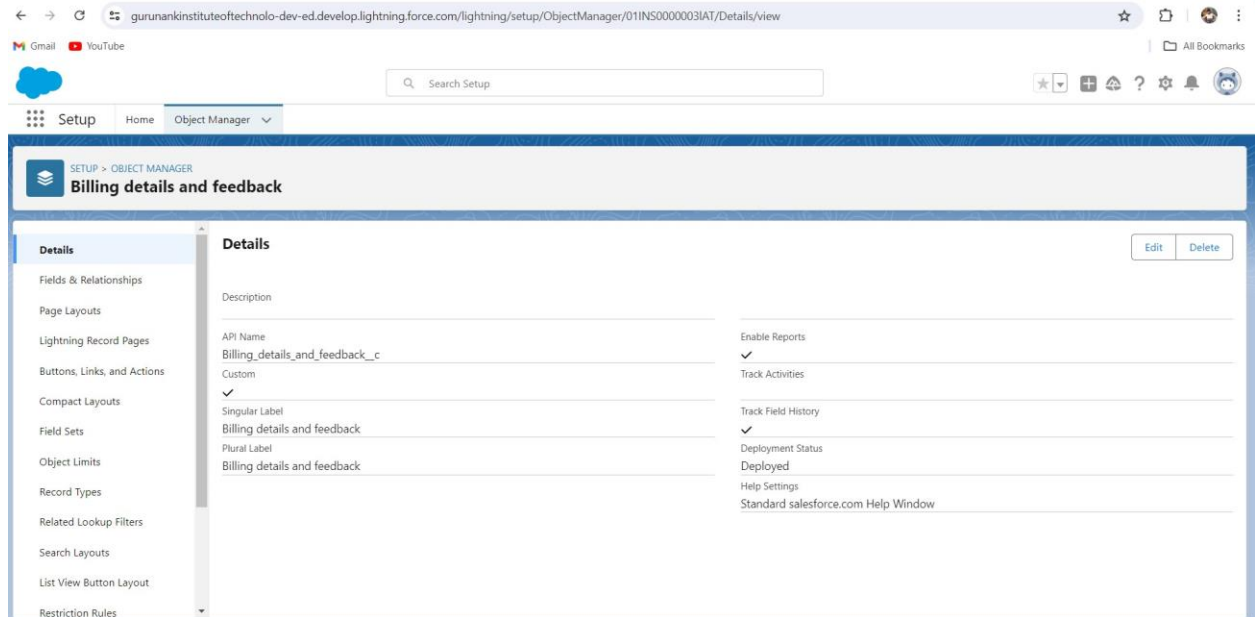 gurunankinstituteoftechnolo-dev-ed.develop.lightning.force.com/lightning/setup/ObjectManager/01INS0000003IAT/Details/view
Gmail YouTube All Bookmarks
Search Setup
Setup Home Object Manager
SETUP > OBJECT MANAGER
Billing details and feedback
Details
Fields & Relationships
Page Layouts
Lightning Record Pages
Buttons, Links, and Actions
Compact Layouts
Field Sets
Object Limits
Record Types
Related Lookup Filters
Search Layouts
List View Button Layout
Restriction Rules
Details
Edit Delete
Description
API Name
Billing_details_and_feedback__c
Custom
Singular Label
Billing details and feedback
Plural Label
Billing details and feedback
Enable Reports
Track Activities
Track Field History
Deployment Status
Deployed
Help Settings
Standard salesforce.com Help Window